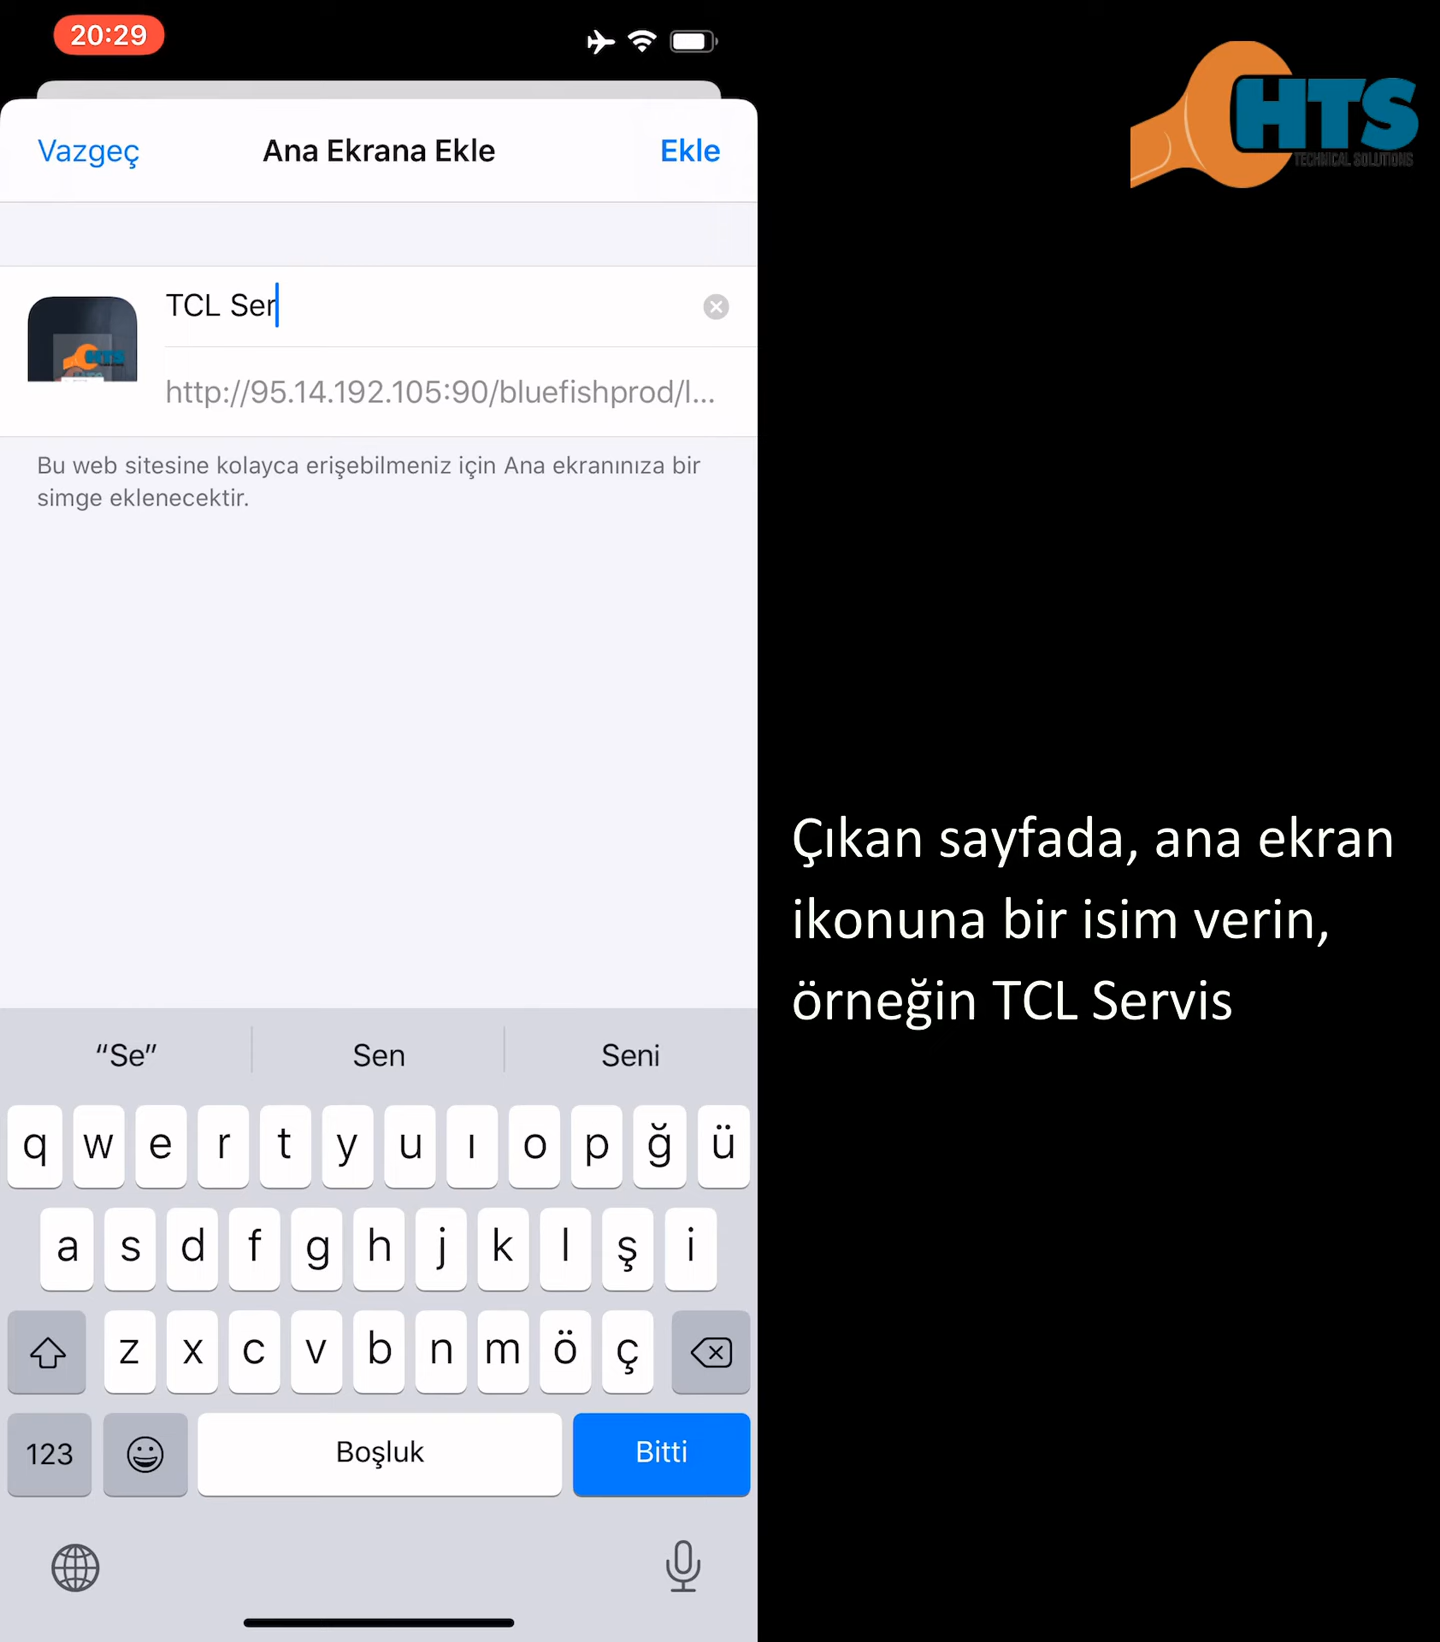 20:29
Vazgeç
Ana Ekrana Ekle
Ekle
TCL Ser
http://95.14.192.105:90/bluefishprod/l...
Bu web sitesine kolayca erişebilmeniz için Ana ekranınıza bir
simge eklenecektir.
HTS
TECHNICAL SOLUTIONS
HTS
Çıkan sayfada, ana ekran
ikonuna bir isim verin,
örneğin TCL Servis
“Se”
Sen
Seni
q w e r t y u ı o p ğ ü
a s d f g h j k l ş i
z x c v b n m ö ç
123
Boşluk
Bitti